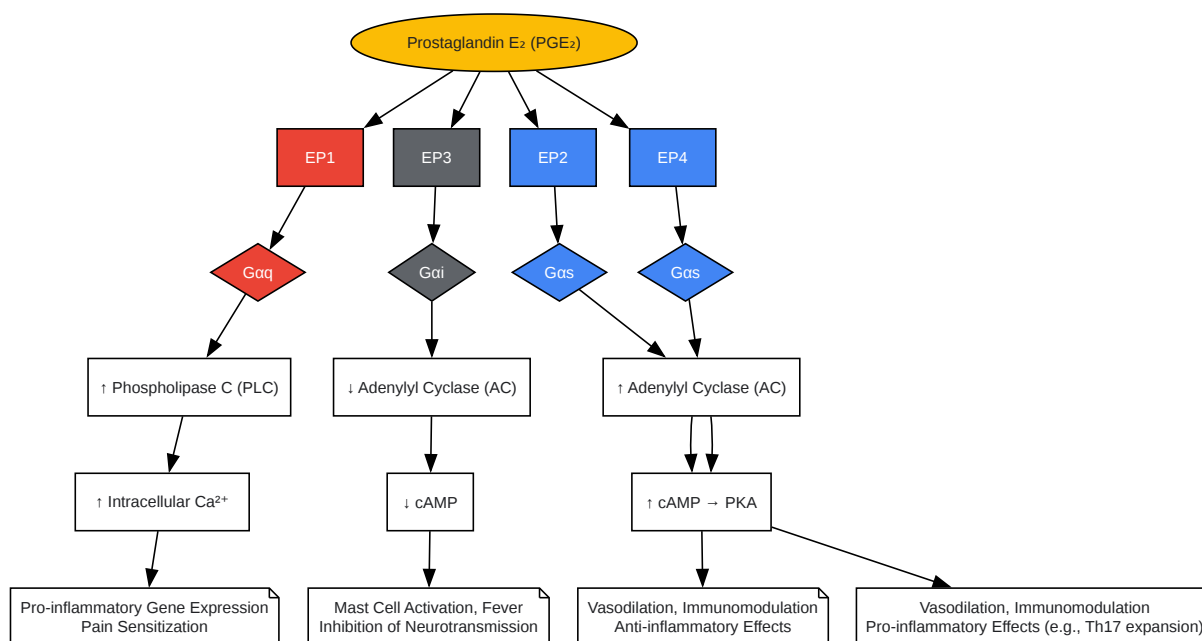 Prostaglandin E₂ (PGE₂)
EP1
EP3
EP2
EP4
Gαq
Gαi
Gαs
Gαs
↑ Phospholipase C (PLC)
↓ Adenylyl Cyclase (AC)
↑ Adenylyl Cyclase (AC)
↑ Intracellular Ca²⁺
↓ cAMP
↑ cAMP → PKA
Pro-inflammatory Gene Expression
Pain Sensitization
Mast Cell Activation, Fever
Inhibition of Neurotransmission
Vasodilation, Immunomodulation
Anti-inflammatory Effects
Vasodilation, Immunomodulation
Pro-inflammatory Effects (e.g., Th17 expansion)